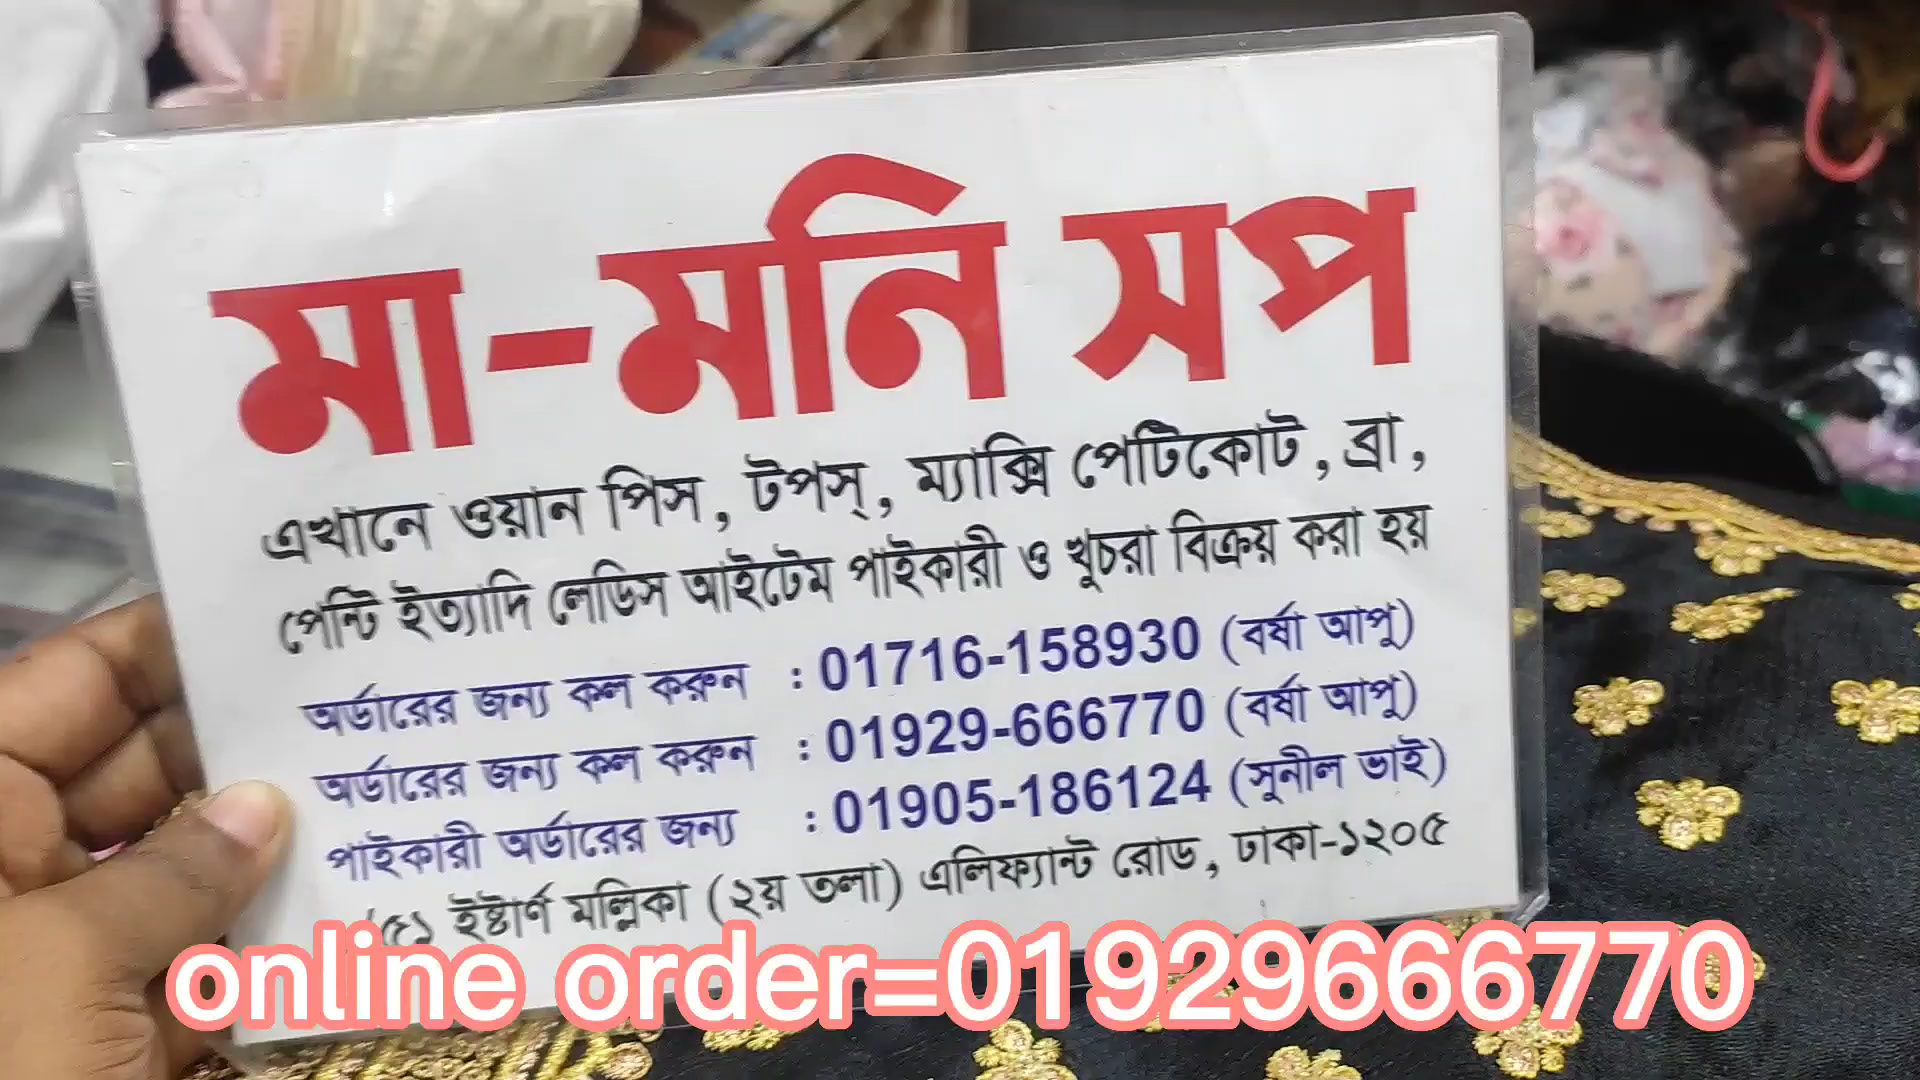 মা-মনি সপ
এখানে ওয়ান পিস, টপস্, ম্যাক্সি পেটিকোট, ব্রা,
পেন্টি ইত্যাদি লেডিস আইটেম পাইকারী ও খুচরা বিক্রয় করা হয়
অর্ডারের জন্য কল করুন : 01716-158930 (বর্ষা আপু)
অর্ডারের জন্য কল করুন : 01929-666770 (বর্ষা আপু)
পাইকারী অর্ডারের জন্য : 01905-186124 (সুনীল ভাই)
ইষ্টার্ণ মল্লিকা (২য় তলা) এলিফ্যান্ট রোড, ঢাকা-১২০৫
online order=01929666770